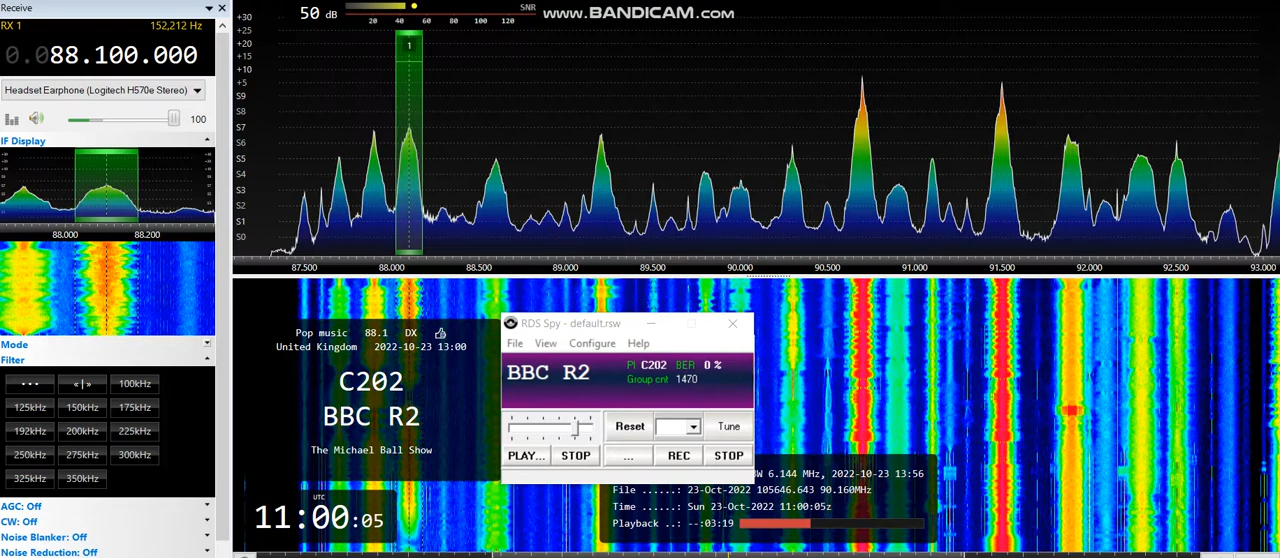 Receive
RX 1 152,212 Hz
0.088.100.000
Headset Earphone (Logitech H570e Stereo)
100
IF Display
88.000 88.200
Mode
Filter
••• «|» 100kHz
125kHz 150kHz 175kHz
192kHz 200kHz 225kHz
250kHz 275kHz 300kHz
325kHz 350kHz
AGC: Off
CW: Off
Noise Blanker: Off
Noise Reduction: Off
50 dB
SNR
20 40 60 80 100 120
www.BANDICAM.com
+30
+25
+20
+15
+10
+5
S9
S8
S7
S6
S5
S4
S3
S2
S1
S0
1
87.500 88.000 88.500 89.000 89.500 90.000 90.500 91.000 91.500 92.000 92.500 93.000
Pop music 88.1 DX
United Kingdom 2022-10-23 13:00
C202
BBC R2
The Michael Ball Show
UTC
11:00:05
RDS Spy - default.rsw
File View Configure Help
BBC R2
PI C202 BER 0 %
Group cnt 1470
Reset Tune
PLAY... STOP ... REC STOP
6.144 MHz, 2022-10-23 13:56
File ......: 23-Oct-2022 105646.643 90.160MHz
Time ......: Sun 23-Oct-2022 11:00:05z
Playback ..: --:03:19